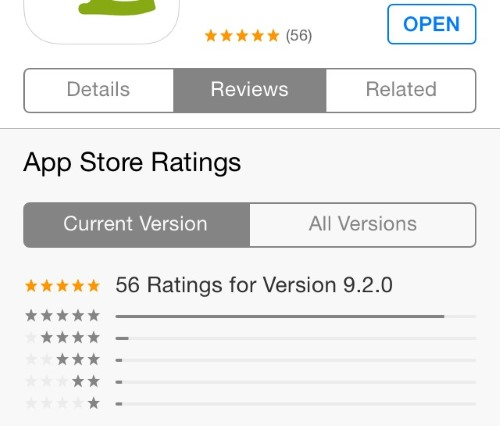 (56)
OPEN
Details Reviews Related
App Store Ratings
Current Version All Versions
56 Ratings for Version 9.2.0